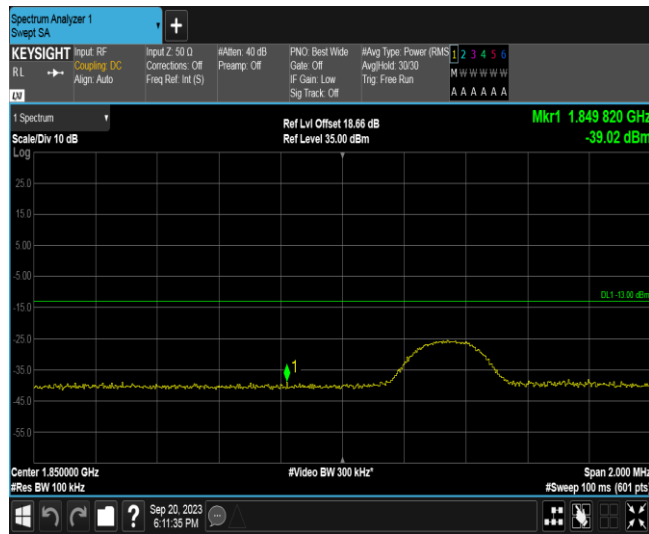 Spectrum Analyzer 1
Swept SA
+
KEYSIGHT
RL
LXI
Input: RF
Coupling: DC
Align: Auto
Input Z: 50 Ω
Corrections: Off
Freq Ref: Int (S)
#Atten: 40 dB
Preamp: Off
PNO: Best Wide
Gate: Off
IF Gain: Low
Sig Track: Off
#Avg Type: Power (RMS
Avg|Hold: 30/30
Trig: Free Run
1 2 3 4 5 6
M W W W W W
A A A A A A
1 Spectrum
Scale/Div 10 dB
Ref Lvl Offset 18.66 dB
Ref Level 35.00 dBm
Mkr1 1.849 820 GHz
-39.02 dBm
Log
25.0
15.0
5.00
-5.00
DL1 -13.00 dBm
-15.0
-25.0
-35.0
1
-45.0
-55.0
Center 1.850000 GHz
#Video BW 300 kHz*
Span 2.000 MHz
#Res BW 100 kHz
#Sweep 100 ms (601 pts
?
Sep 20, 2023
6:11:35 PM